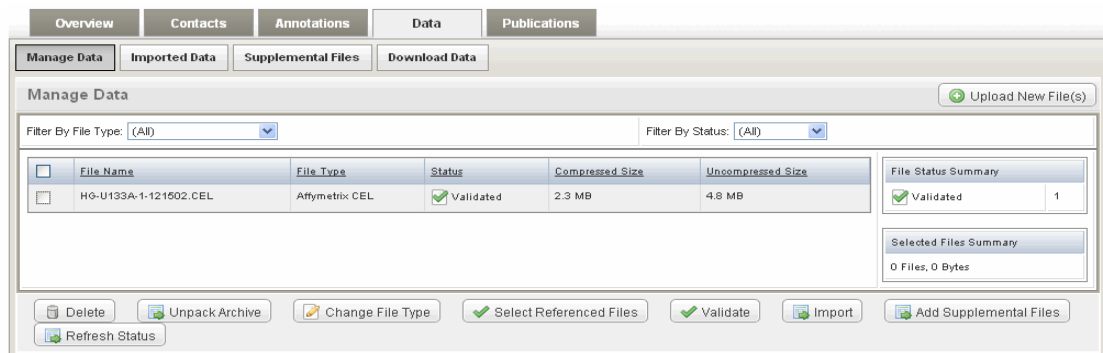 Overview Contacts Annotations Data Publications
Manage Data Imported Data Supplemental Files Download Data
Manage Data Upload New File(s)
Filter By File Type: (All) Filter By Status: (All)
File Name File Type Status Compressed Size Uncompressed Size File Status Summary
HG-U133A-1-121502.CEL Affymetrix CEL Validated 2.3 MB 4.8 MB Validated 1
Selected Files Summary
0 Files, 0 Bytes
Delete Unpack Archive Change File Type Select Referenced Files Validate Import Add Supplemental Files
Refresh Status